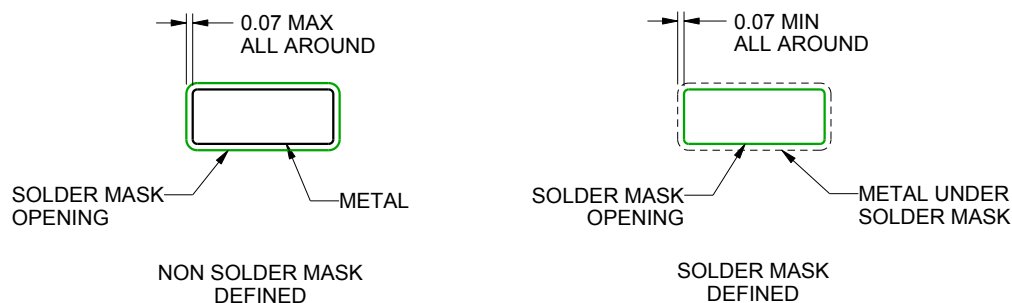 0.07 MAX
ALL AROUND
SOLDER MASK
OPENING
METAL
NON SOLDER MASK
DEFINED
0.07 MIN
ALL AROUND
SOLDER MASK
OPENING
METAL UNDER
SOLDER MASK
SOLDER MASK
DEFINED